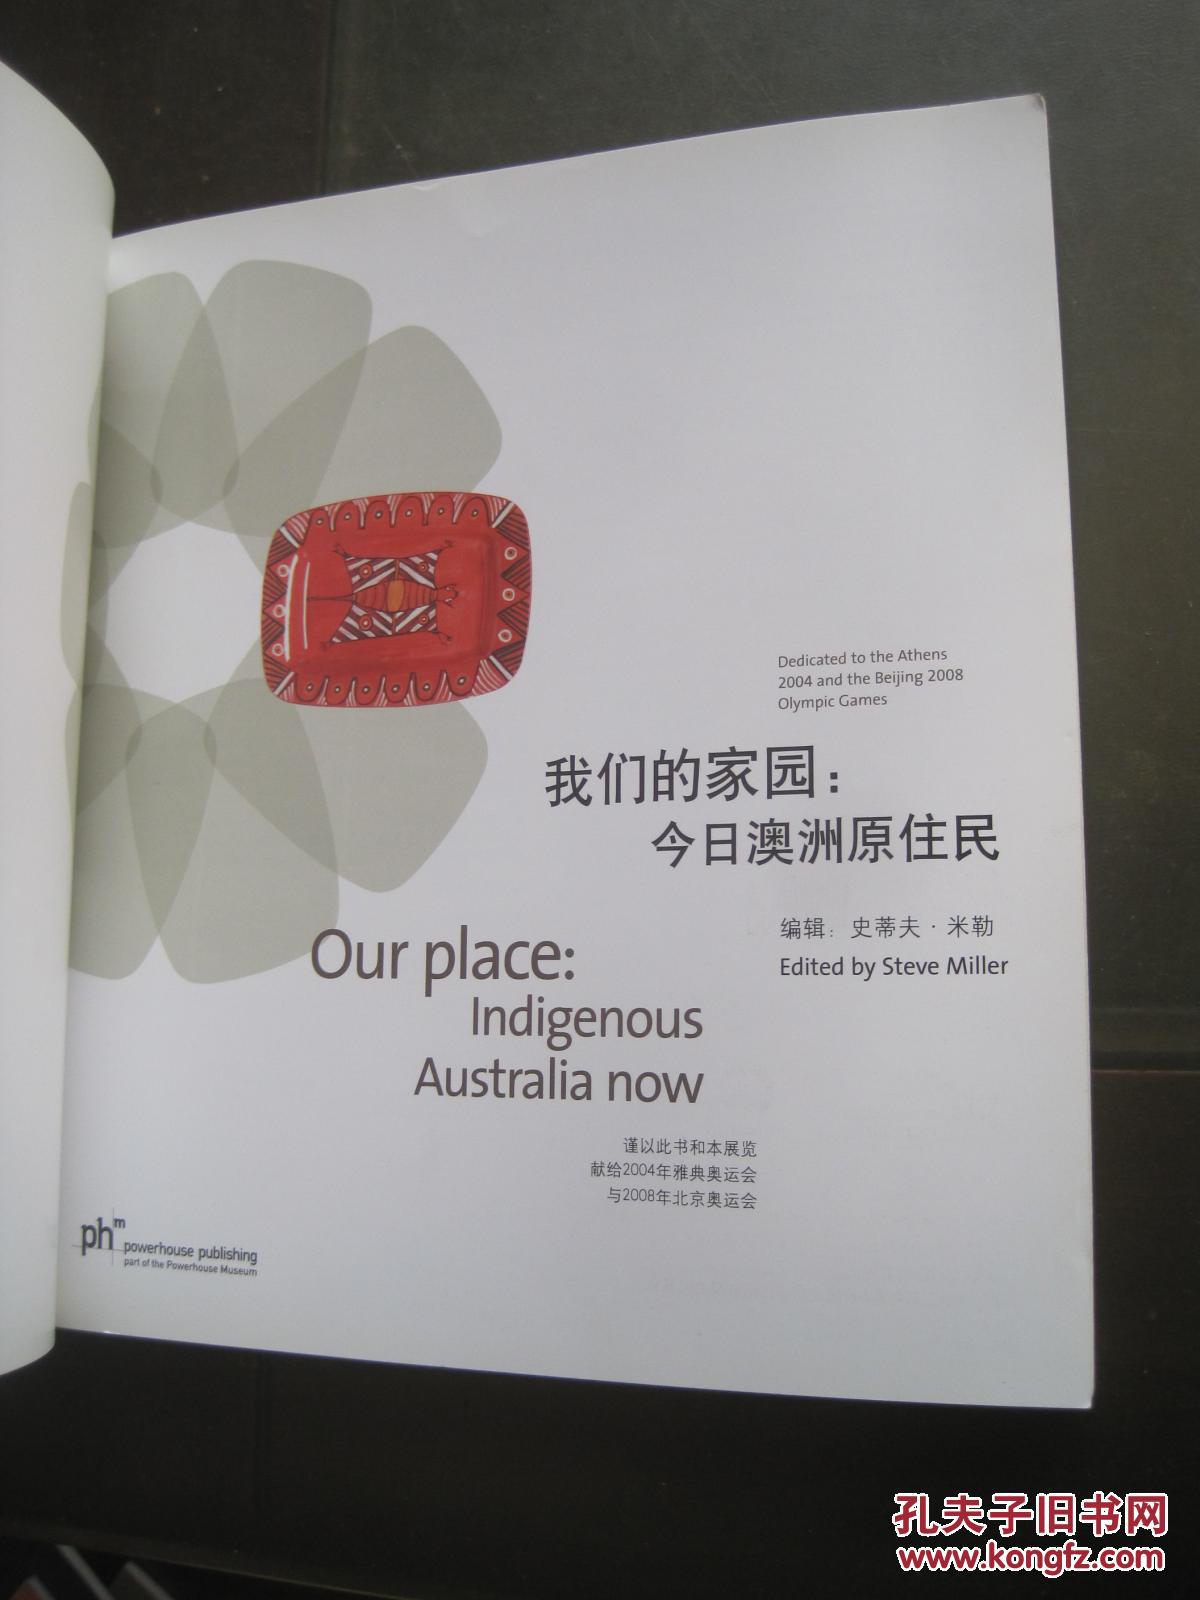 Dedicated to the Athens
2004 and the Beijing 2008
Olympic Games
我们的家园：
今日澳洲原住民
编辑：史蒂夫·米勒
Edited by Steve Miller
Our place:
Indigenous
Australia now
谨以此书和本展览
献给2004年雅典奥运会
与2008年北京奥运会
phm
powerhouse publishing
part of the Powerhouse Museum
孔夫子旧书网
www.kongfz.com